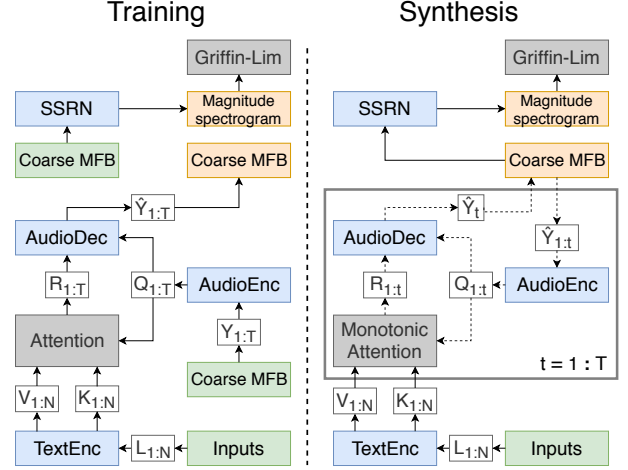 Training
Griffin-Lim
SSRN
Magnitude
spectrogram
Coarse MFB
Coarse MFB
Ŷ1:T
AudioDec
R1:T
Q1:T
AudioEnc
Attention
Y1:T
Coarse MFB
V1:N
K1:N
TextEnc
L1:N
Inputs
Synthesis
Griffin-Lim
SSRN
Magnitude
spectrogram
Coarse MFB
Ŷt
Ŷ1:t
AudioDec
R1:t
Q1:t
AudioEnc
Monotonic
Attention
t = 1 : T
V1:N
K1:N
TextEnc
L1:N
Inputs